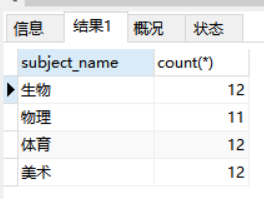 信息 结果1 概况 状态
subject_name count(*)
生物 12
物理 11
体育 12
美术 12